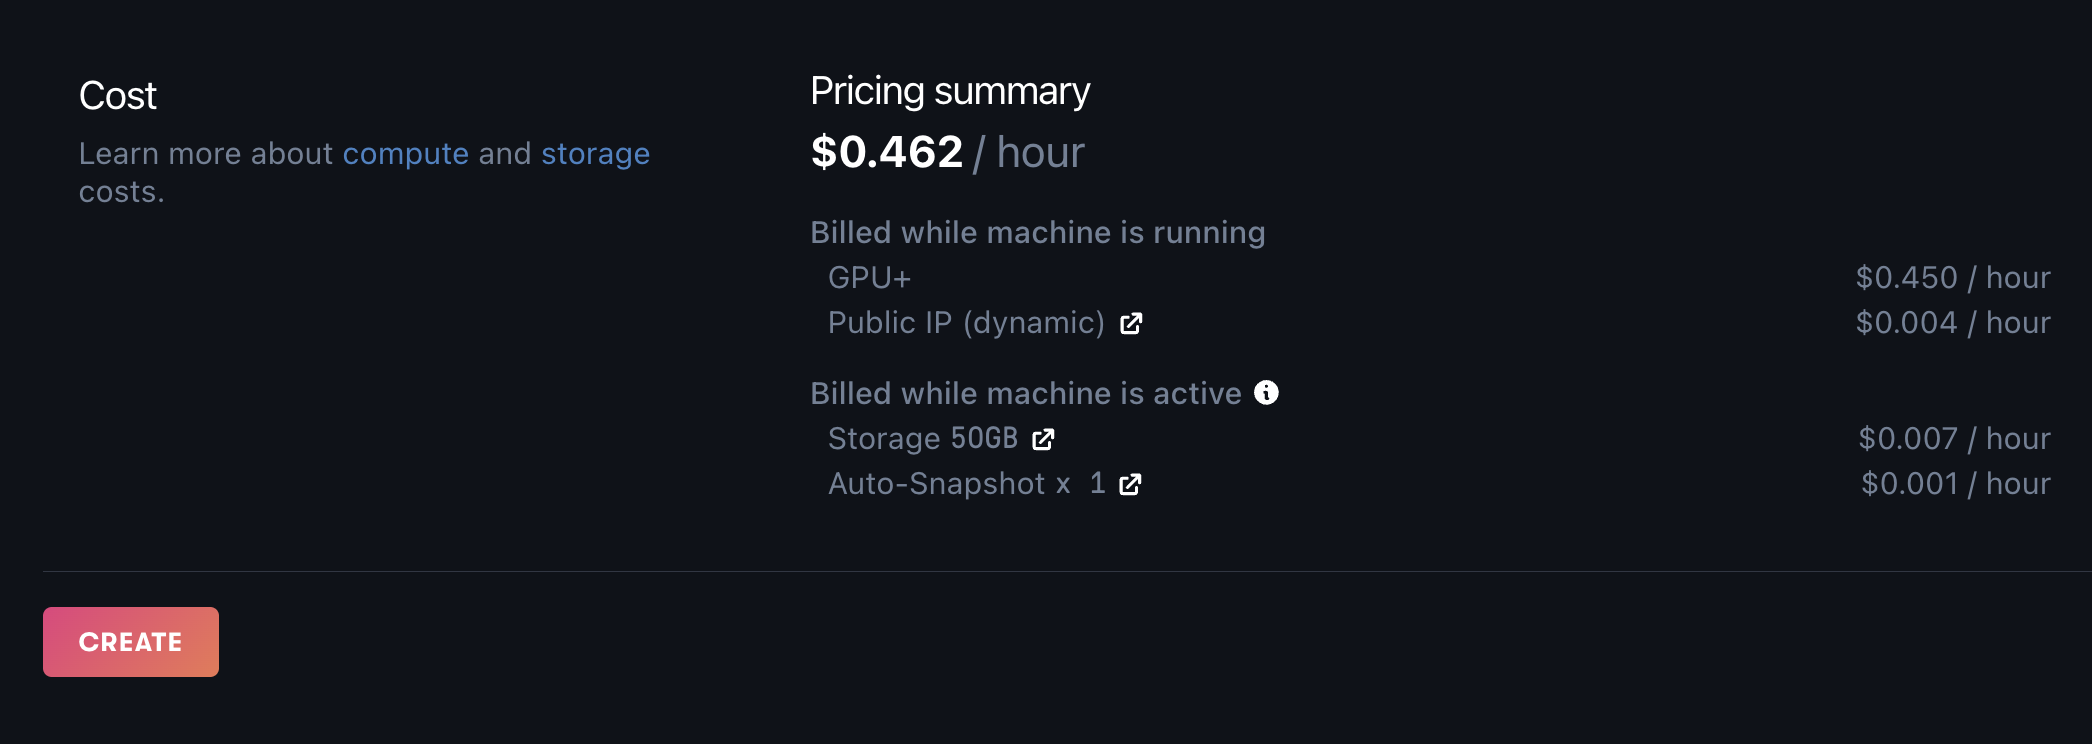 Cost
Learn more about compute and storage
costs.
Pricing summary
$0.462 / hour
Billed while machine is running
GPU+ $0.450 / hour
Public IP (dynamic) $0.004 / hour
Billed while machine is active
Storage 50GB $0.007 / hour
Auto-Snapshot x 1 $0.001 / hour
CREATE